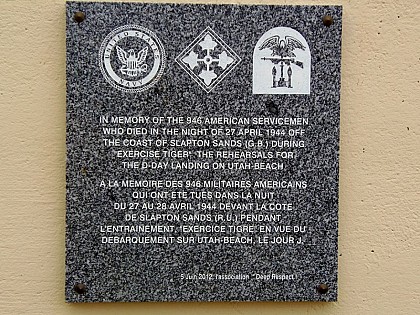 UNITED STATES
NAVY
IN MEMORY OF THE 946 AMERICAN SERVICEMEN
WHO DIED IN THE NIGHT OF 27 APRIL 1944 OFF
THE COAST OF SLAPTON SANDS (G.B.) DURING
"EXERCISE TIGER". THE REHEARSALS FOR
THE D-DAY LANDING ON UTAH-BEACH
A LA MEMOIRE DES 946 MILITAIRES AMERICAINS
QUI ONT ETE TUES DANS LA NUIT
DU 27 AU 28 AVRIL 1944 DEVANT LA COTE
DE SLAPTON SANDS (R.U.) PENDANT
L'ENTRAINEMENT, "EXERCICE TIGRE", EN VUE DU
DEBARQUEMENT SUR UTAH-BEACH, LE JOUR J.
5 Juin 2012, l'association " Deep Respect "